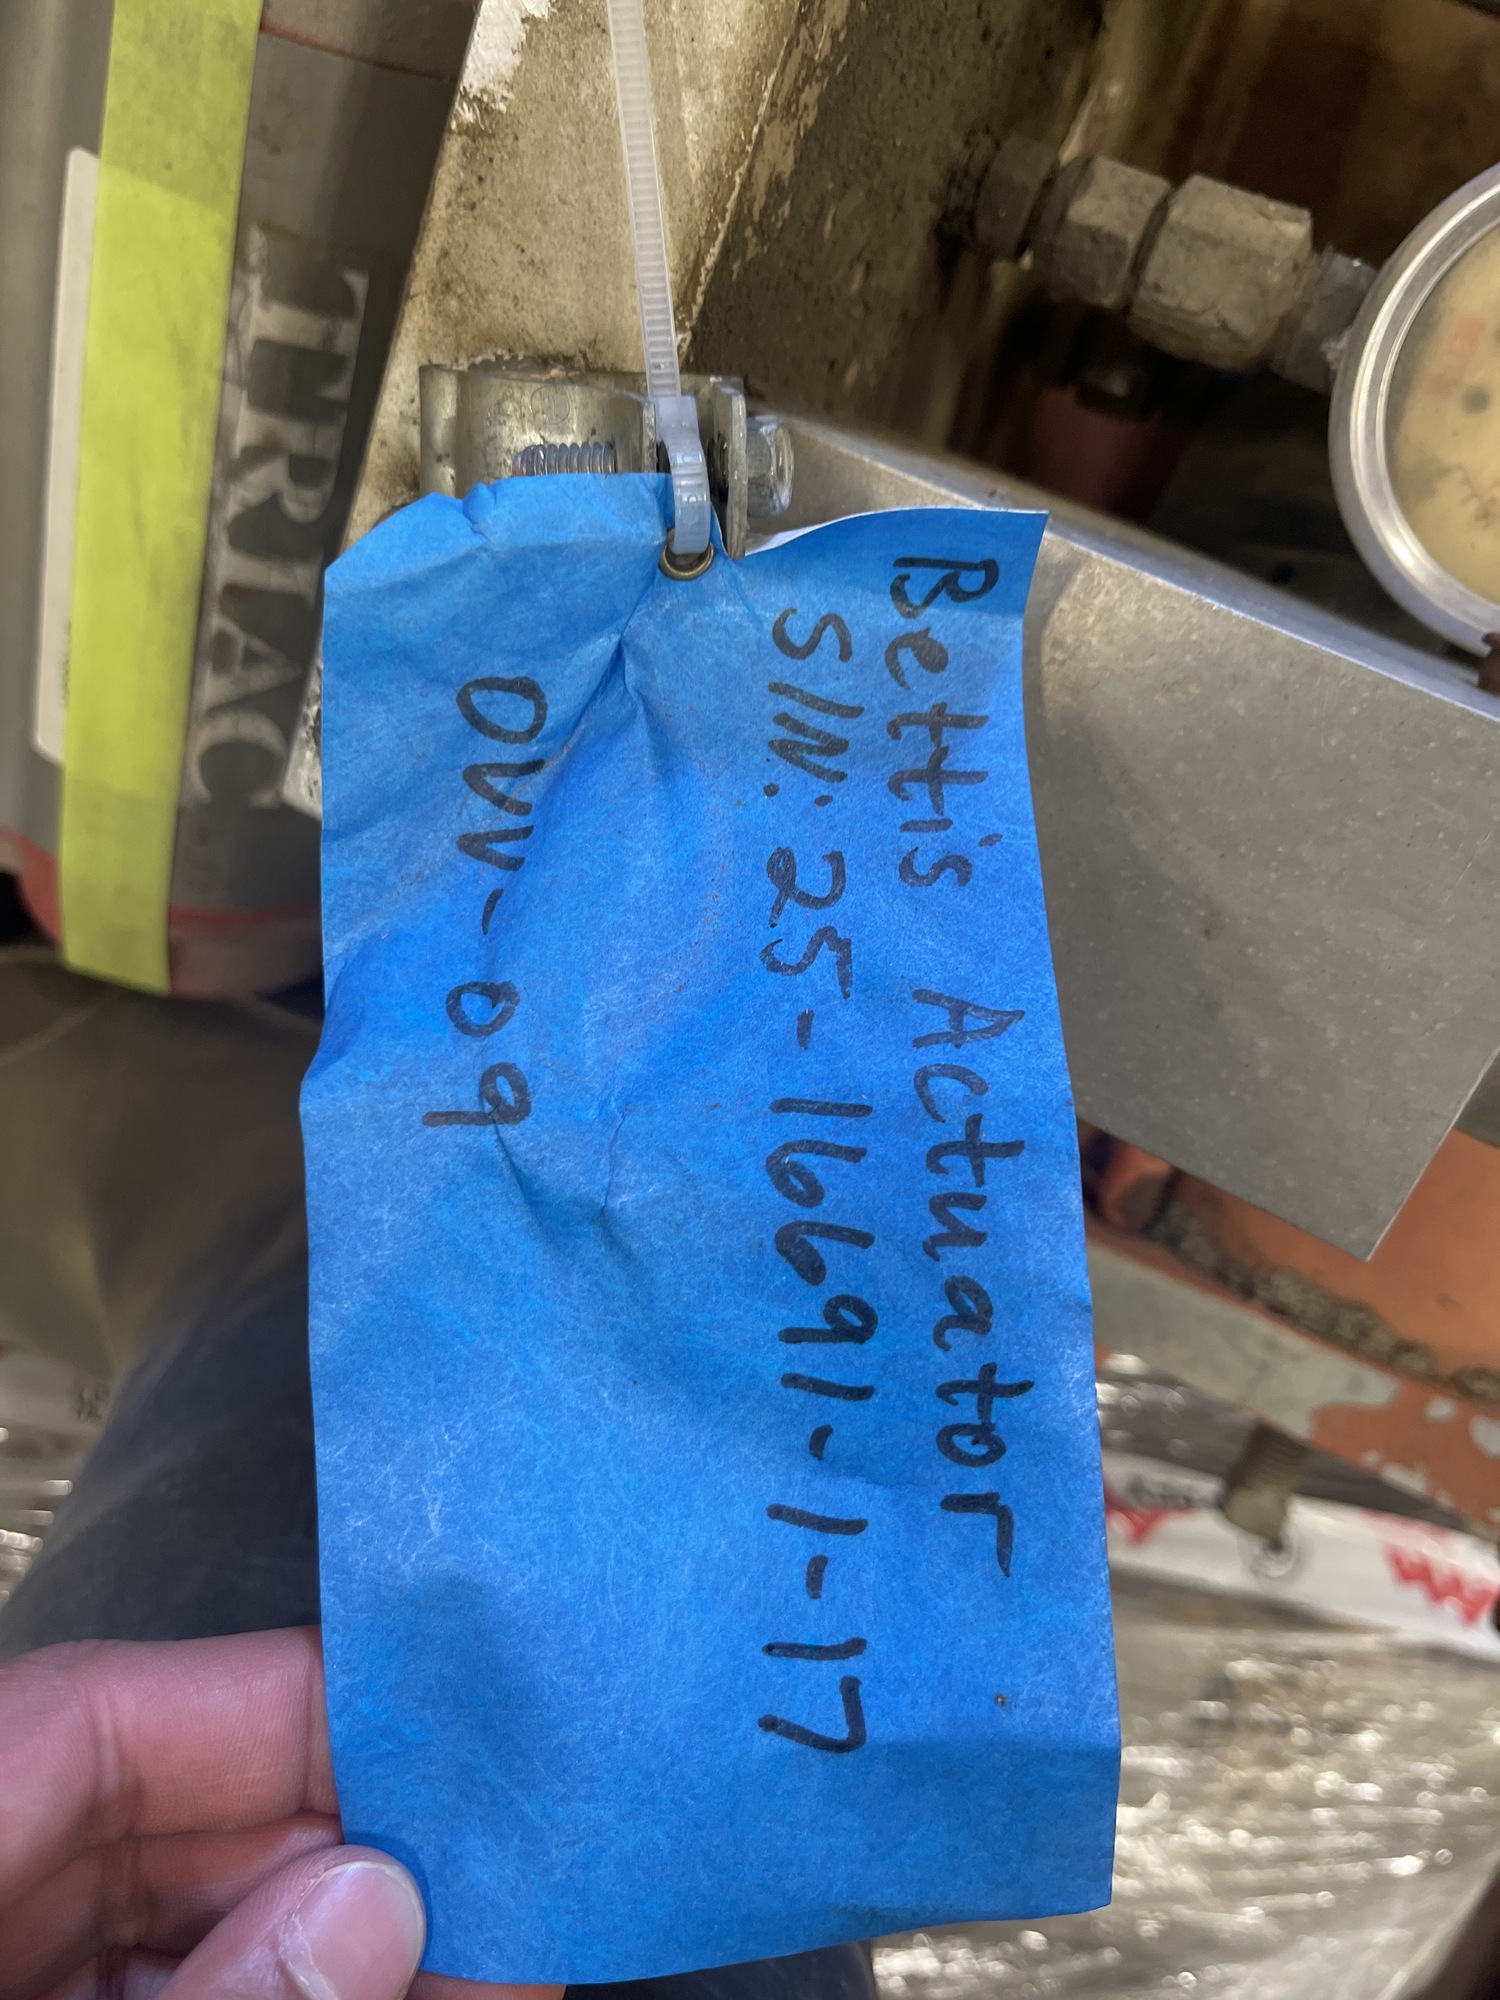 Bettis Actuator
S/N: 25-16691-1-17
OVV-09
TRIAC